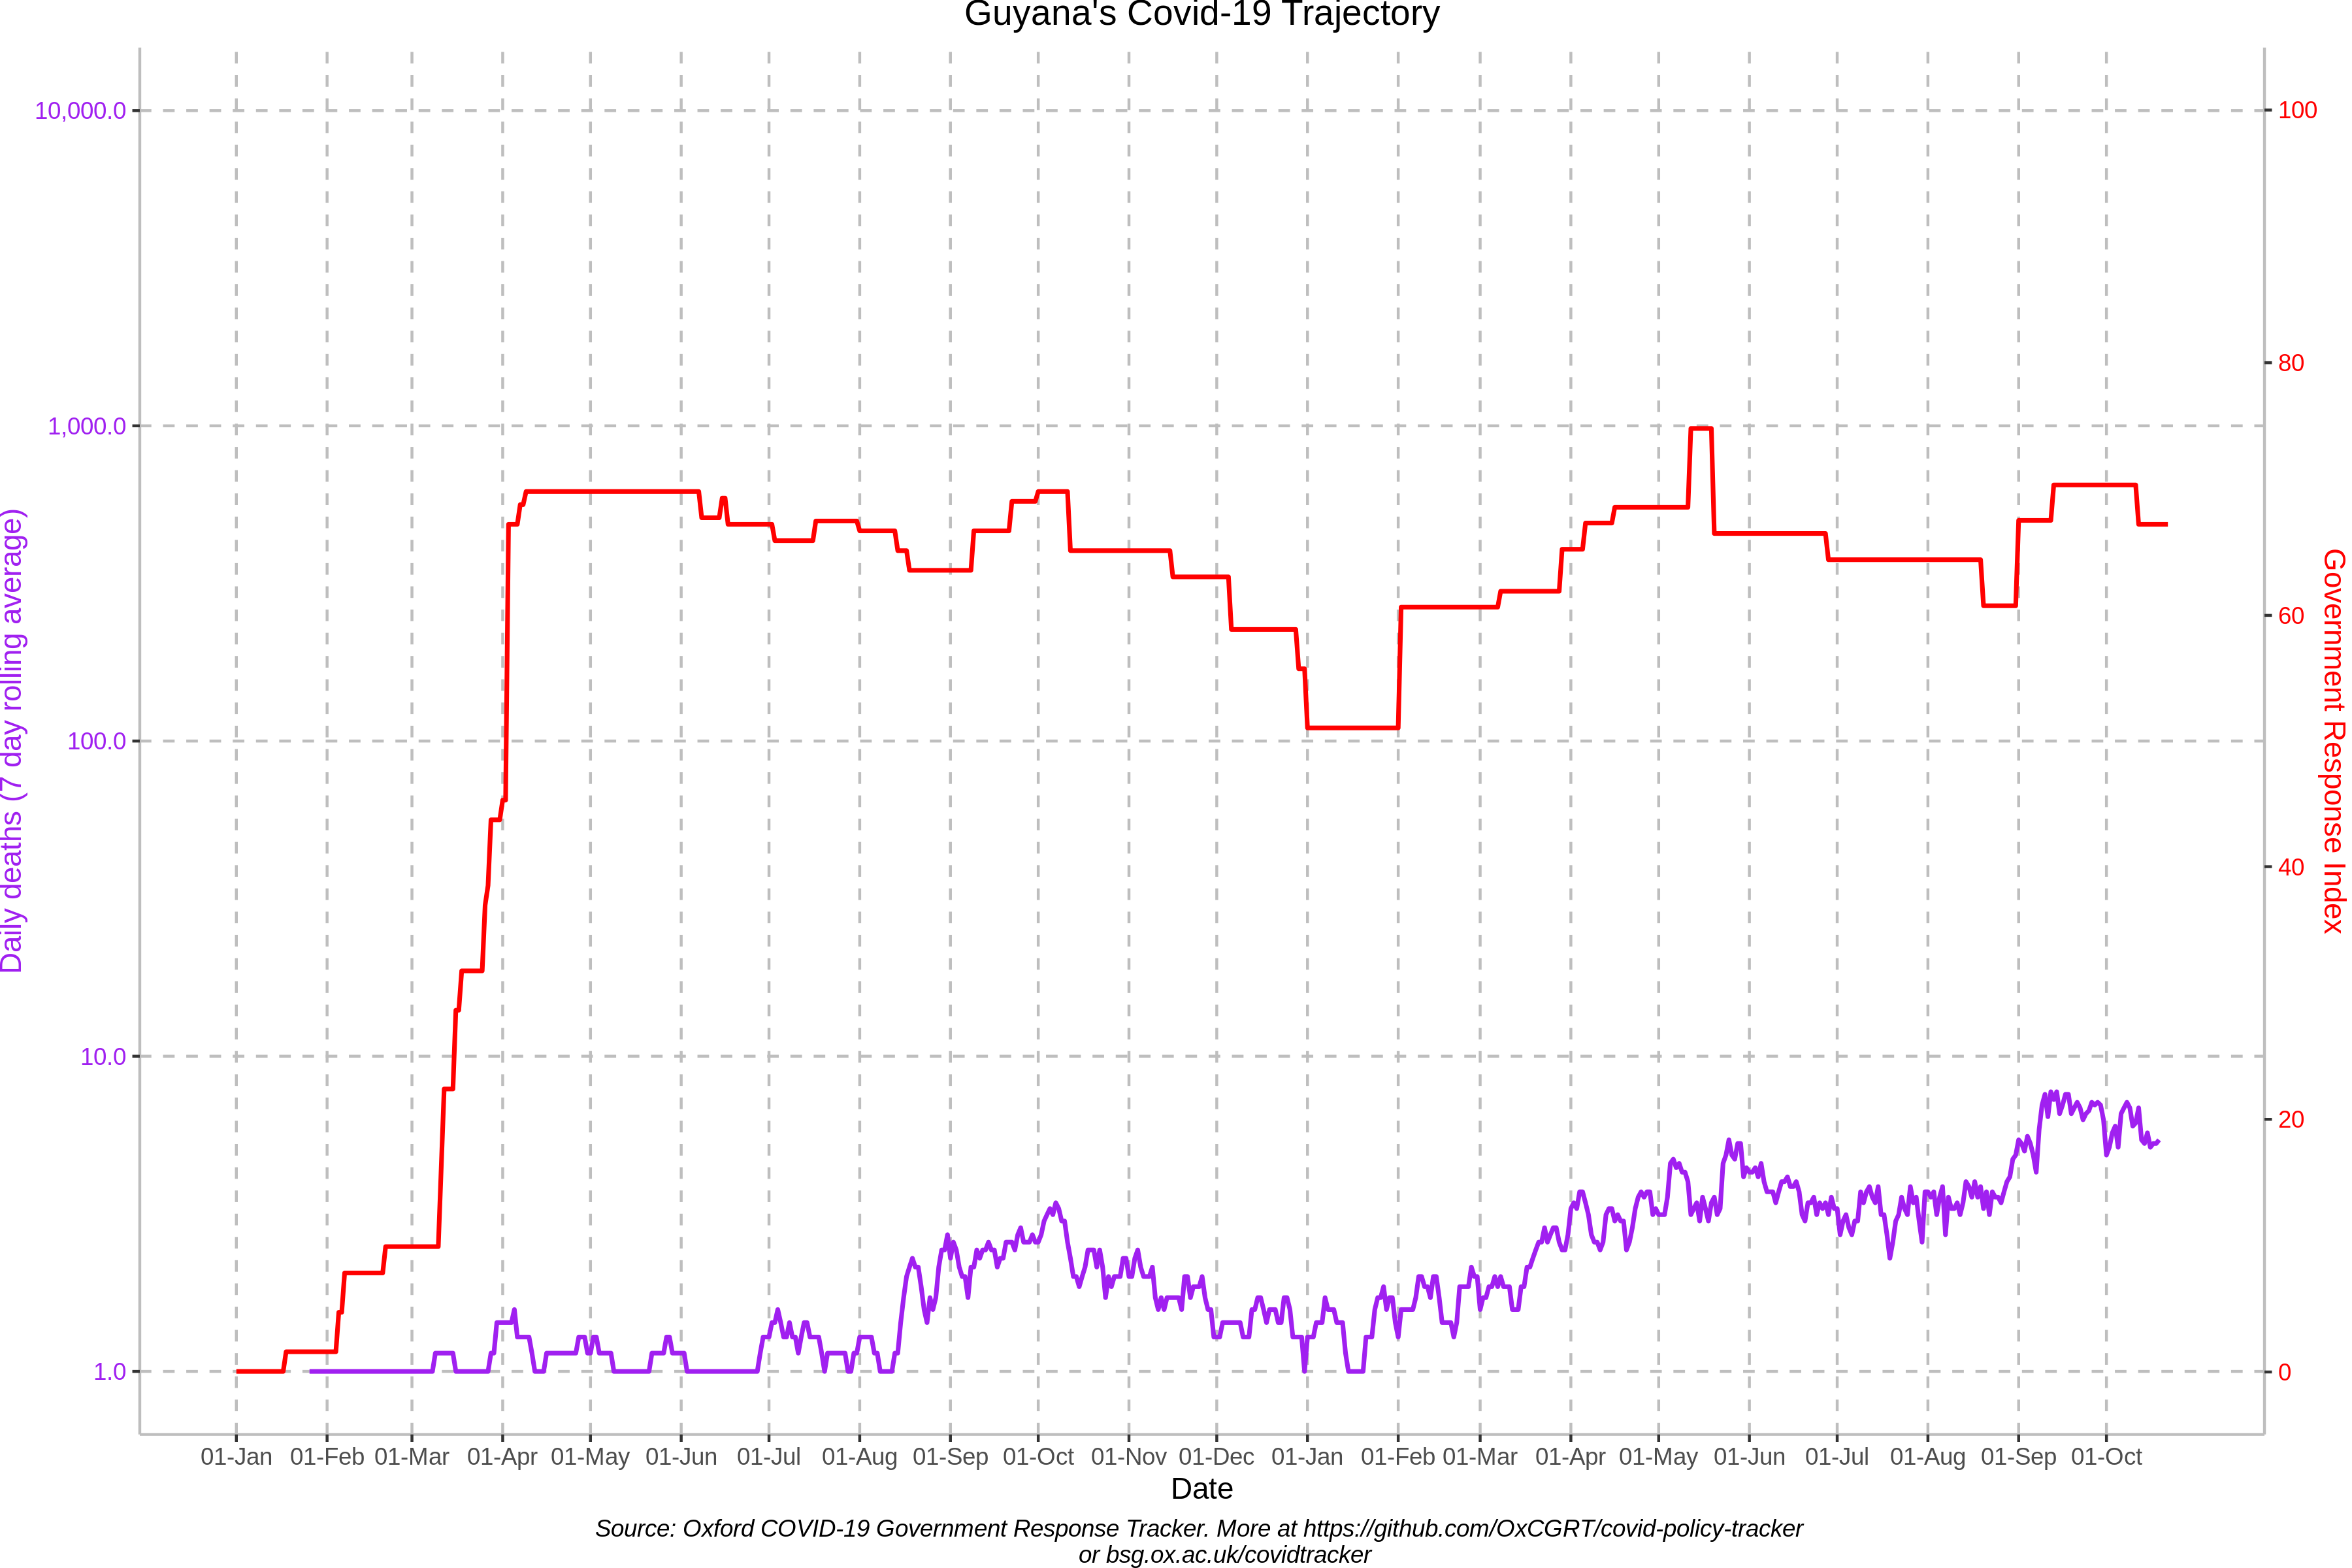 Guyana's Covid-19 Trajectory
10,000.0
1,000.0
100.0
10.0
1.0
Daily deaths (7 day rolling average)
100
80
60
40
20
0
Government Response Index
01-Jan 01-Feb 01-Mar 01-Apr 01-May 01-Jun 01-Jul 01-Aug 01-Sep 01-Oct 01-Nov 01-Dec 01-Jan 01-Feb 01-Mar 01-Apr 01-May 01-Jun 01-Jul 01-Aug 01-Sep 01-Oct
Date
Source: Oxford COVID-19 Government Response Tracker. More at https://github.com/OxCGRT/covid-policy-tracker
or bsg.ox.ac.uk/covidtracker